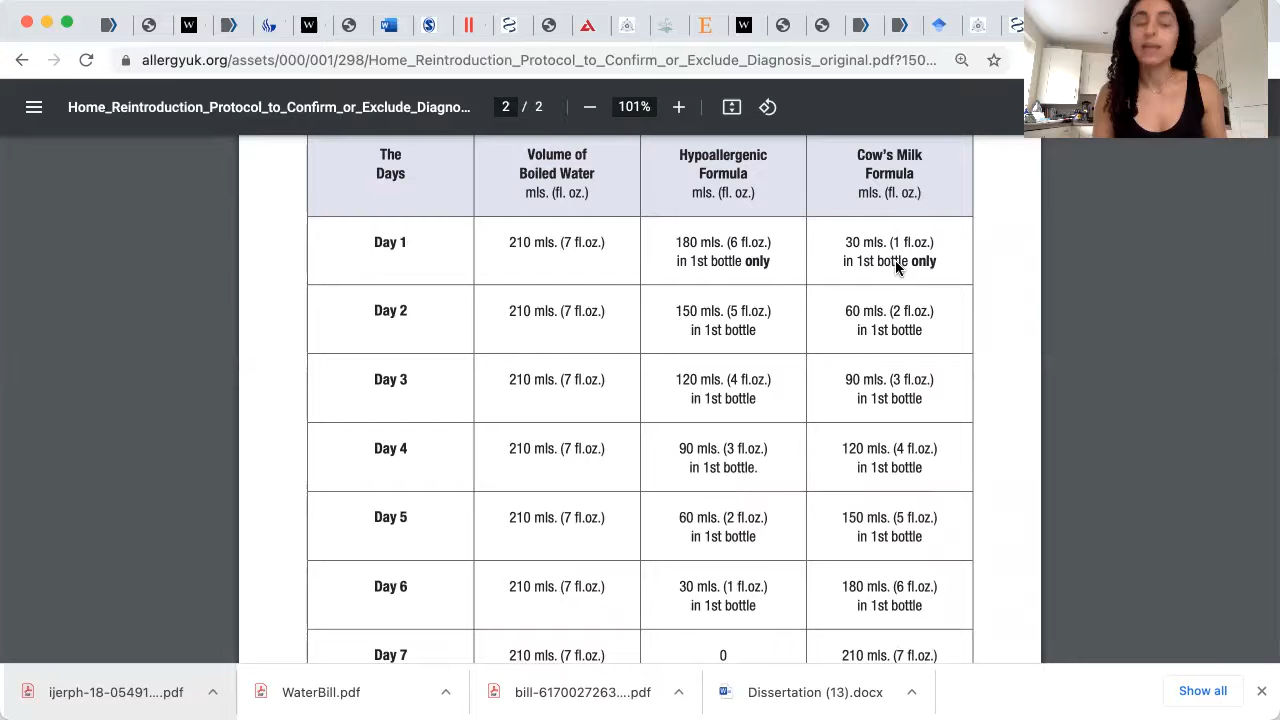 allergyuk.org/assets/000/001/298/Home_Reintroduction_Protocol_to_Confirm_or_Exclude_Diagnosis_original.pdf?150...
Home_Reintroduction_Protocol_to_Confirm_or_Exclude_Diagno...
2 / 2
101%
The
Days
Volume of
Boiled Water
mls. (fl. oz.)
Hypoallergenic
Formula
mls. (fl. oz.)
Cow's Milk
Formula
mls. (fl. oz.)
Day 1
210 mls. (7 fl.oz.)
180 mls. (6 fl.oz.)
in 1st bottle only
30 mls. (1 fl.oz.)
in 1st bottle only
Day 2
210 mls. (7 fl.oz.)
150 mls. (5 fl.oz.)
in 1st bottle
60 mls. (2 fl.oz.)
in 1st bottle
Day 3
210 mls. (7 fl.oz.)
120 mls. (4 fl.oz.)
in 1st bottle
90 mls. (3 fl.oz.)
in 1st bottle
Day 4
210 mls. (7 fl.oz.)
90 mls. (3 fl.oz.)
in 1st bottle.
120 mls. (4 fl.oz.)
in 1st bottle
Day 5
210 mls. (7 fl.oz.)
60 mls. (2 fl.oz.)
in 1st bottle
150 mls. (5 fl.oz.)
in 1st bottle
Day 6
210 mls. (7 fl.oz.)
30 mls. (1 fl.oz.)
in 1st bottle
180 mls. (6 fl.oz.)
in 1st bottle
Day 7
210 mls. (7 fl.oz.)
0
210 mls. (7 fl.oz.)
ijerph-18-05491....pdf
WaterBill.pdf
bill-6170027263....pdf
Dissertation (13).docx
Show all